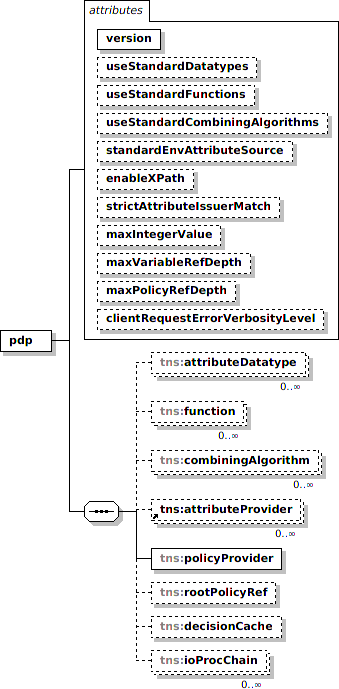 attributes
version
useStandardDatatypes
useStandardFunctions
useStandardCombiningAlgorithms
standardEnvAttributeSource
enableXPath
strictAttributeIssuerMatch
maxIntegerValue
maxVariableRefDepth
maxPolicyRefDepth
clientRequestErrorVerbosityLevel
pdp
tns:attributeDatatype
0..∞
tns:function
0..∞
tns:combiningAlgorithm
0..∞
tns:attributeProvider
0..∞
tns:policyProvider
tns:rootPolicyRef
tns:decisionCache
tns:ioProcChain
0..∞